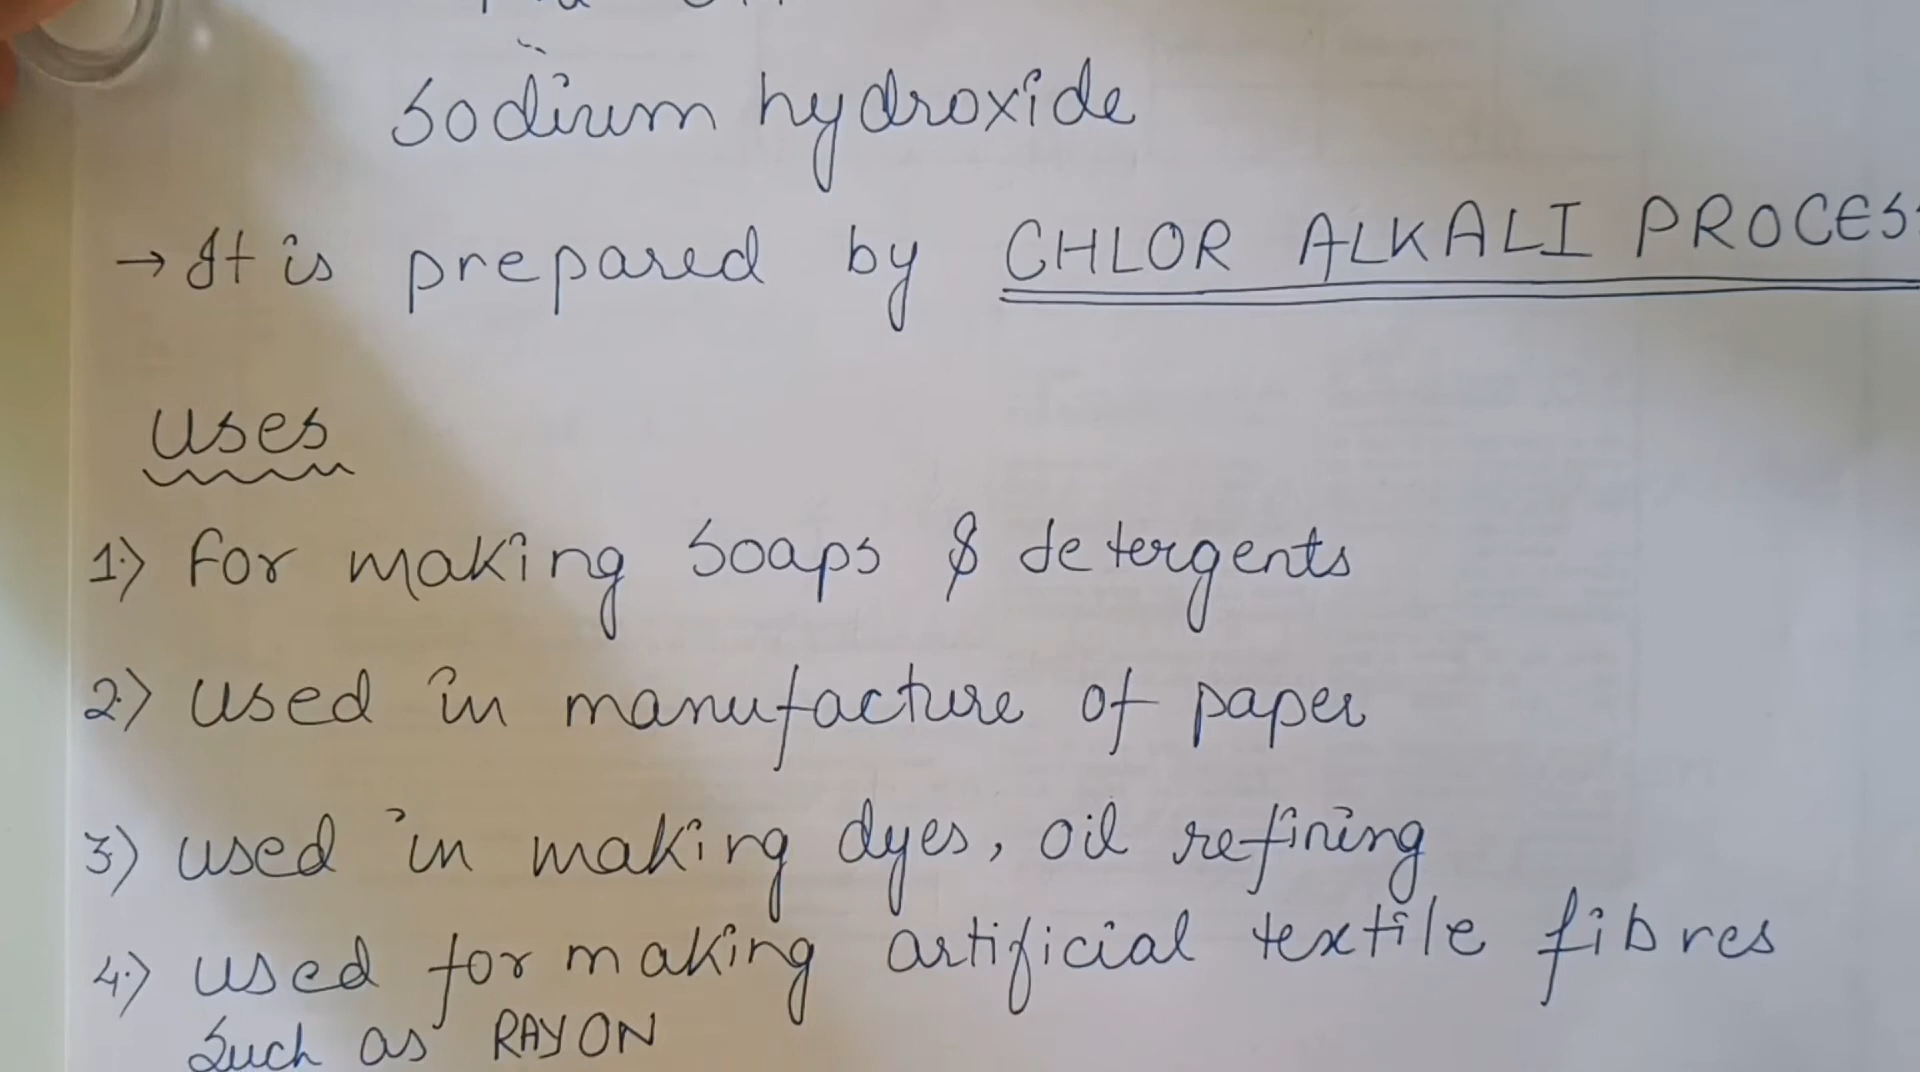 Sodium hydroxide
→ It is prepared by CHLOR ALKALI PROCES
Uses
1) for making Soaps & detergents
2) used in manufacture of paper
3) used in making dyes, oil refining
4) used for making artificial textile fibres
Such as RAYON